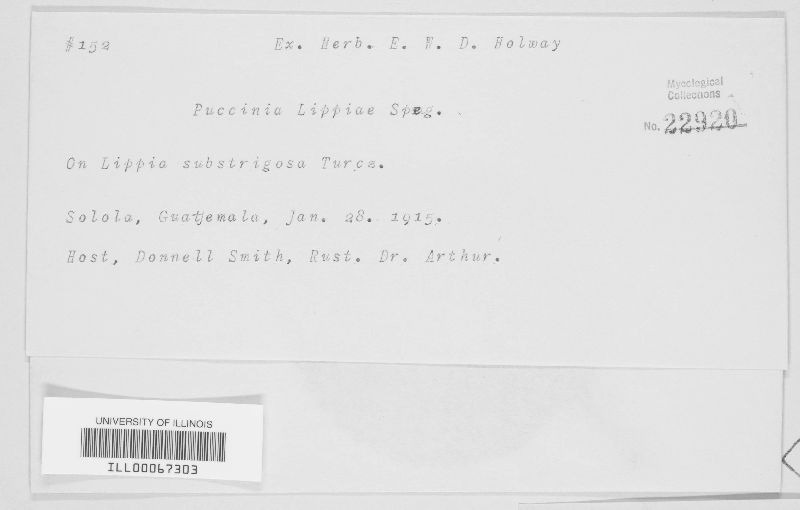 #152 Ex. Herb. E. W. D. Holway
Mycological
Collections
No. 22920
Puccinia Lippiae Speg.
On Lippia substrigosa Turcz.
Solola, Guatjemala, Jan. 28. 1915.
Host, Donnell Smith, Rust. Dr. Arthur.
UNIVERSITY OF ILLINOIS
ILL00067303